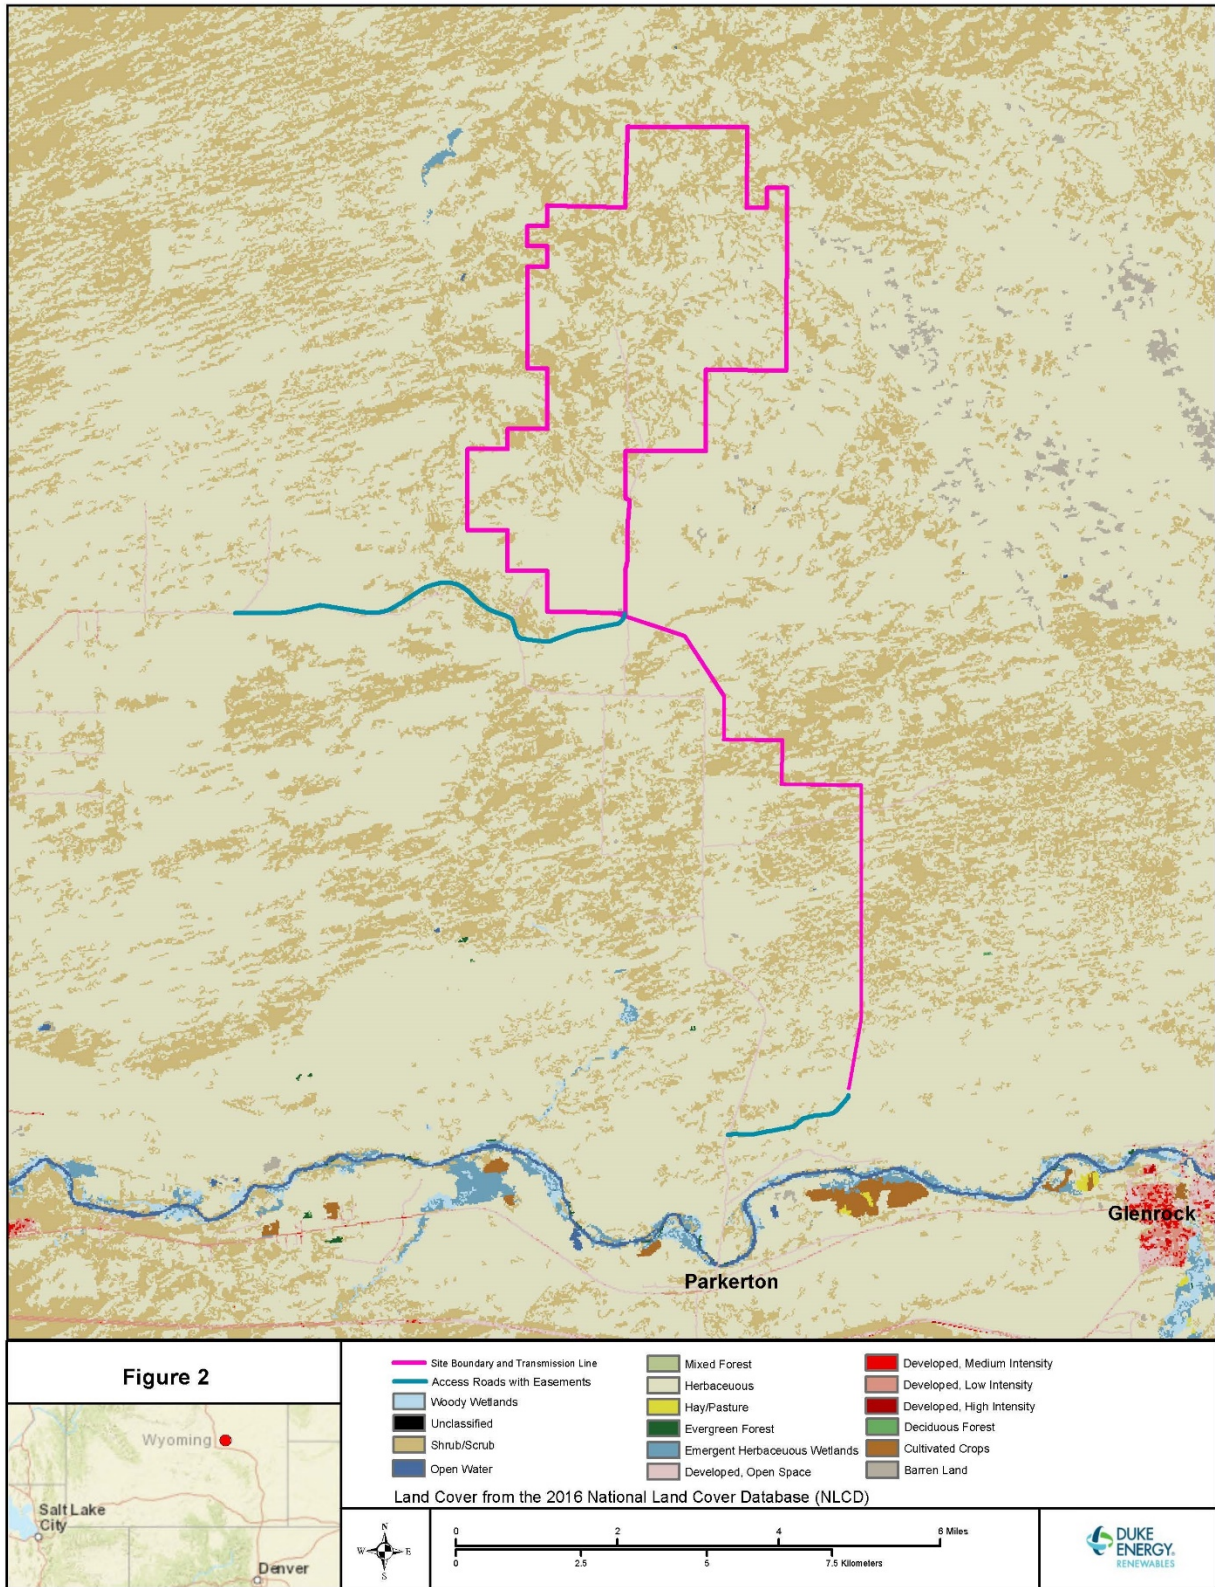 Glenrock
Parkerton
Figure 2
Wyoming
Salt Lake
City
Denver
Site Boundary and Transmission Line
Access Roads with Easements
Woody Wetlands
Unclassified
Shrub/Scrub
Open Water
Mixed Forest
Herbaceuous
Hay/Pasture
Evergreen Forest
Emergent Herbaceuous Wetlands
Developed, Open Space
Developed, Medium Intensity
Developed, Low Intensity
Developed, High Intensity
Deciduous Forest
Cultivated Crops
Barren Land
Land Cover from the 2016 National Land Cover Database (NLCD)
N
W E
S
0 2 4 6 Miles
0 2.5 5 7.5 Kilometers
DUKE
ENERGY®
RENEWABLES